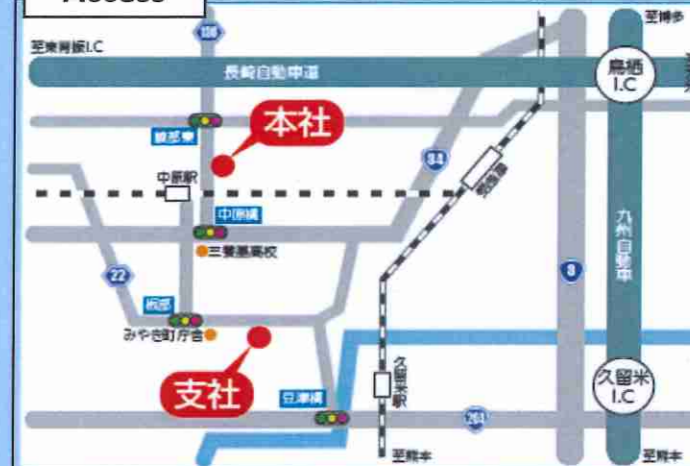 Access
136
至博多
至東脊振I.C
長崎自動車道
鳥栖
I.C
本社
綾部東
34
中原駅
中原橋
三養基高校
22
九州自動車
3
板部
みやき町庁舎
久留米駅
支社
豆津橋
久留米
I.C
264
至熊本
至熊本